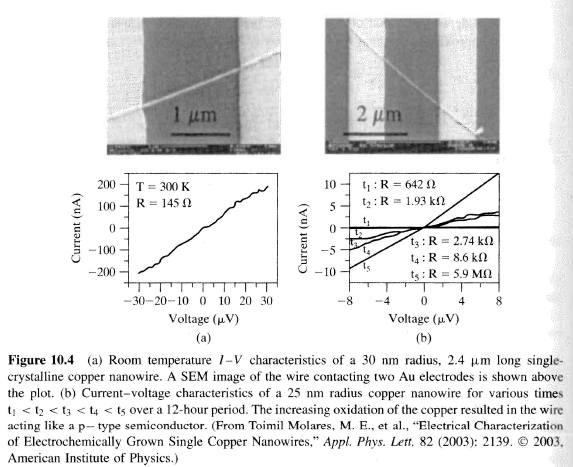 1 μm
2 μm
200
100
0
−100
−200
Current (nA)
T = 300 K
R = 145 Ω
−30−20−10 0 10 20 30
Voltage (μV)
(a)
10
5
0
−5
−10
Current (nA)
t₁ : R = 642 Ω
t₂ : R = 1.93 kΩ
t₁
t₂
t₃
t₄
t₅
t₃ : R = 2.74 kΩ
t₄ : R = 8.6 kΩ
t₅ : R = 5.9 MΩ
−8 −4 0 4 8
Voltage (μV)
(b)
Figure 10.4 (a) Room temperature I–V characteristics of a 30 nm radius, 2.4 μm long single-
crystalline copper nanowire. A SEM image of the wire contacting two Au electrodes is shown above
the plot. (b) Current–voltage characteristics of a 25 nm radius copper nanowire for various times
t₁ < t₂ < t₃ < t₄ < t₅ over a 12-hour period. The increasing oxidation of the copper resulted in the wire
acting like a p− type semiconductor. (From Toimil Molares, M. E., et al., “Electrical Characterization
of Electrochemically Grown Single Copper Nanowires,” Appl. Phys. Lett. 82 (2003): 2139. © 2003,
American Institute of Physics.)